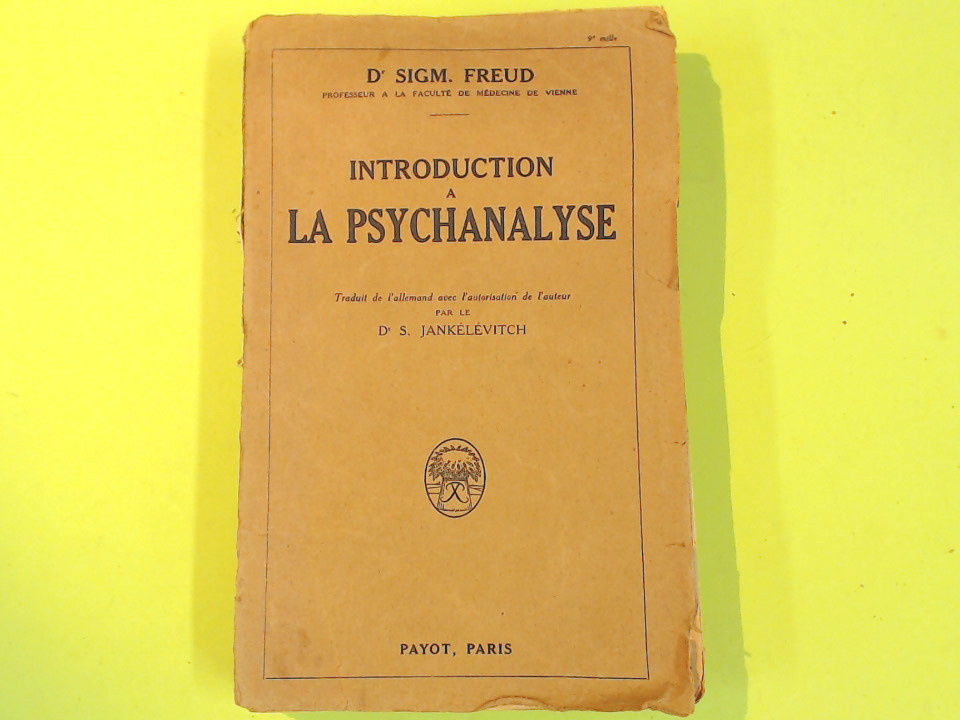 9e mille
Dr SIGM. FREUD
PROFESSEUR A LA FACULTÉ DE MÉDECINE DE VIENNE
INTRODUCTION
A
LA PSYCHANALYSE
Traduit de l'allemand avec l'autorisation de l'auteur
PAR LE
Dr S. JANKÉLÉVITCH
PAYOT, PARIS